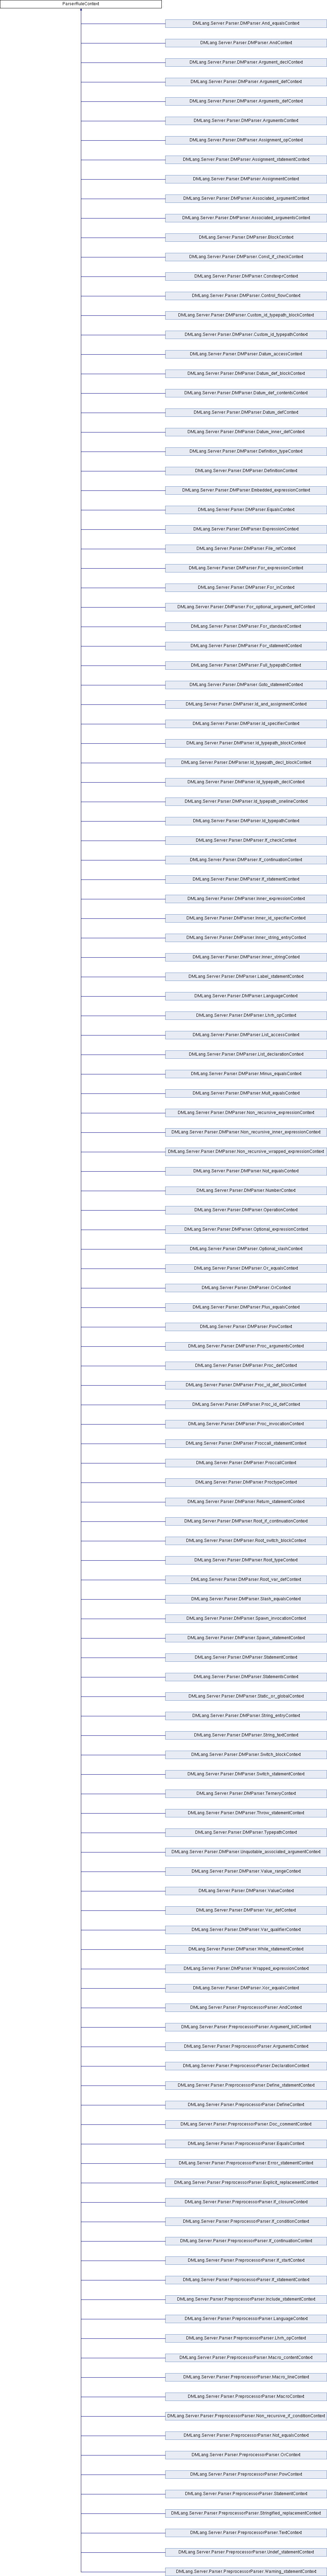 ParserRuleContext
DMLang.Server.Parser.DMParser.And_equalsContext
DMLang.Server.Parser.DMParser.AndContext
DMLang.Server.Parser.DMParser.Argument_declContext
DMLang.Server.Parser.DMParser.Argument_defContext
DMLang.Server.Parser.DMParser.Arguments_defContext
DMLang.Server.Parser.DMParser.ArgumentsContext
DMLang.Server.Parser.DMParser.Assignment_opContext
DMLang.Server.Parser.DMParser.Assignment_statementContext
DMLang.Server.Parser.DMParser.AssignmentContext
DMLang.Server.Parser.DMParser.Associated_argumentContext
DMLang.Server.Parser.DMParser.Associated_argumentsContext
DMLang.Server.Parser.DMParser.BlockContext
DMLang.Server.Parser.DMParser.Cond_if_checkContext
DMLang.Server.Parser.DMParser.ConstexprContext
DMLang.Server.Parser.DMParser.Control_flowContext
DMLang.Server.Parser.DMParser.Custom_id_typepath_blockContext
DMLang.Server.Parser.DMParser.Custom_id_typepathContext
DMLang.Server.Parser.DMParser.Datum_accessContext
DMLang.Server.Parser.DMParser.Datum_def_blockContext
DMLang.Server.Parser.DMParser.Datum_def_contentsContext
DMLang.Server.Parser.DMParser.Datum_defContext
DMLang.Server.Parser.DMParser.Datum_inner_defContext
DMLang.Server.Parser.DMParser.Definition_typeContext
DMLang.Server.Parser.DMParser.DefinitionContext
DMLang.Server.Parser.DMParser.Embedded_expressionContext
DMLang.Server.Parser.DMParser.EqualsContext
DMLang.Server.Parser.DMParser.ExpressionContext
DMLang.Server.Parser.DMParser.File_refContext
DMLang.Server.Parser.DMParser.For_expressionContext
DMLang.Server.Parser.DMParser.For_inContext
DMLang.Server.Parser.DMParser.For_optional_argument_defContext
DMLang.Server.Parser.DMParser.For_standardContext
DMLang.Server.Parser.DMParser.For_statementContext
DMLang.Server.Parser.DMParser.Full_typepathContext
DMLang.Server.Parser.DMParser.Goto_statementContext
DMLang.Server.Parser.DMParser.Id_and_assignmentContext
DMLang.Server.Parser.DMParser.Id_specifierContext
DMLang.Server.Parser.DMParser.Id_typepath_blockContext
DMLang.Server.Parser.DMParser.Id_typepath_decl_blockContext
DMLang.Server.Parser.DMParser.Id_typepath_declContext
DMLang.Server.Parser.DMParser.Id_typepath_onelineContext
DMLang.Server.Parser.DMParser.Id_typepathContext
DMLang.Server.Parser.DMParser.If_checkContext
DMLang.Server.Parser.DMParser.If_continuationContext
DMLang.Server.Parser.DMParser.If_statementContext
DMLang.Server.Parser.DMParser.Inner_expressionContext
DMLang.Server.Parser.DMParser.Inner_id_specifierContext
DMLang.Server.Parser.DMParser.Inner_string_entryContext
DMLang.Server.Parser.DMParser.Inner_stringContext
DMLang.Server.Parser.DMParser.Label_statementContext
DMLang.Server.Parser.DMParser.LanguageContext
DMLang.Server.Parser.DMParser.Lhrh_opContext
DMLang.Server.Parser.DMParser.List_accessContext
DMLang.Server.Parser.DMParser.List_declarationContext
DMLang.Server.Parser.DMParser.Minus_equalsContext
DMLang.Server.Parser.DMParser.Mult_equalsContext
DMLang.Server.Parser.DMParser.Non_recursive_expressionContext
DMLang.Server.Parser.DMParser.Non_recursive_inner_expressionContext
DMLang.Server.Parser.DMParser.Non_recursive_wrapped_expressionContext
DMLang.Server.Parser.DMParser.Not_equalsContext
DMLang.Server.Parser.DMParser.NumberContext
DMLang.Server.Parser.DMParser.OperationContext
DMLang.Server.Parser.DMParser.Optional_expressionContext
DMLang.Server.Parser.DMParser.Optional_slashContext
DMLang.Server.Parser.DMParser.Or_equalsContext
DMLang.Server.Parser.DMParser.OrContext
DMLang.Server.Parser.DMParser.Plus_equalsContext
DMLang.Server.Parser.DMParser.PowContext
DMLang.Server.Parser.DMParser.Proc_argumentsContext
DMLang.Server.Parser.DMParser.Proc_defContext
DMLang.Server.Parser.DMParser.Proc_id_def_blockContext
DMLang.Server.Parser.DMParser.Proc_id_defContext
DMLang.Server.Parser.DMParser.Proc_invocationContext
DMLang.Server.Parser.DMParser.Proccall_statementContext
DMLang.Server.Parser.DMParser.ProccallContext
DMLang.Server.Parser.DMParser.ProctypeContext
DMLang.Server.Parser.DMParser.Return_statementContext
DMLang.Server.Parser.DMParser.Root_if_continuationContext
DMLang.Server.Parser.DMParser.Root_switch_blockContext
DMLang.Server.Parser.DMParser.Root_typeContext
DMLang.Server.Parser.DMParser.Root_var_defContext
DMLang.Server.Parser.DMParser.Slash_equalsContext
DMLang.Server.Parser.DMParser.Spawn_invocationContext
DMLang.Server.Parser.DMParser.Spawn_statementContext
DMLang.Server.Parser.DMParser.StatementContext
DMLang.Server.Parser.DMParser.StatementsContext
DMLang.Server.Parser.DMParser.Static_or_globalContext
DMLang.Server.Parser.DMParser.String_entryContext
DMLang.Server.Parser.DMParser.String_textContext
DMLang.Server.Parser.DMParser.Switch_blockContext
DMLang.Server.Parser.DMParser.Switch_statementContext
DMLang.Server.Parser.DMParser.TerneryContext
DMLang.Server.Parser.DMParser.Throw_statementContext
DMLang.Server.Parser.DMParser.TypepathContext
DMLang.Server.Parser.DMParser.Unquotable_associated_argumentContext
DMLang.Server.Parser.DMParser.Value_rangeContext
DMLang.Server.Parser.DMParser.ValueContext
DMLang.Server.Parser.DMParser.Var_defContext
DMLang.Server.Parser.DMParser.Var_qualifierContext
DMLang.Server.Parser.DMParser.While_statementContext
DMLang.Server.Parser.DMParser.Wrapped_expressionContext
DMLang.Server.Parser.DMParser.Xor_equalsContext
DMLang.Server.Parser.PreprocessorParser.AndContext
DMLang.Server.Parser.PreprocessorParser.Argument_listContext
DMLang.Server.Parser.PreprocessorParser.ArgumentsContext
DMLang.Server.Parser.PreprocessorParser.DeclarationContext
DMLang.Server.Parser.PreprocessorParser.Define_statementContext
DMLang.Server.Parser.PreprocessorParser.DefineContext
DMLang.Server.Parser.PreprocessorParser.Doc_commentContext
DMLang.Server.Parser.PreprocessorParser.EqualsContext
DMLang.Server.Parser.PreprocessorParser.Error_statementContext
DMLang.Server.Parser.PreprocessorParser.Explicit_replacementContext
DMLang.Server.Parser.PreprocessorParser.If_closureContext
DMLang.Server.Parser.PreprocessorParser.If_conditionContext
DMLang.Server.Parser.PreprocessorParser.If_continuationContext
DMLang.Server.Parser.PreprocessorParser.If_startContext
DMLang.Server.Parser.PreprocessorParser.If_statementContext
DMLang.Server.Parser.PreprocessorParser.Include_statementContext
DMLang.Server.Parser.PreprocessorParser.LanguageContext
DMLang.Server.Parser.PreprocessorParser.Lhrh_opContext
DMLang.Server.Parser.PreprocessorParser.Macro_contentContext
DMLang.Server.Parser.PreprocessorParser.Macro_lineContext
DMLang.Server.Parser.PreprocessorParser.MacroContext
DMLang.Server.Parser.PreprocessorParser.Non_recursive_if_conditionContext
DMLang.Server.Parser.PreprocessorParser.Not_equalsContext
DMLang.Server.Parser.PreprocessorParser.OrContext
DMLang.Server.Parser.PreprocessorParser.PowContext
DMLang.Server.Parser.PreprocessorParser.StatementContext
DMLang.Server.Parser.PreprocessorParser.Stringified_replacementContext
DMLang.Server.Parser.PreprocessorParser.TextContext
DMLang.Server.Parser.PreprocessorParser.Undef_statementContext
DMLang.Server.Parser.PreprocessorParser.Warning_statementContext